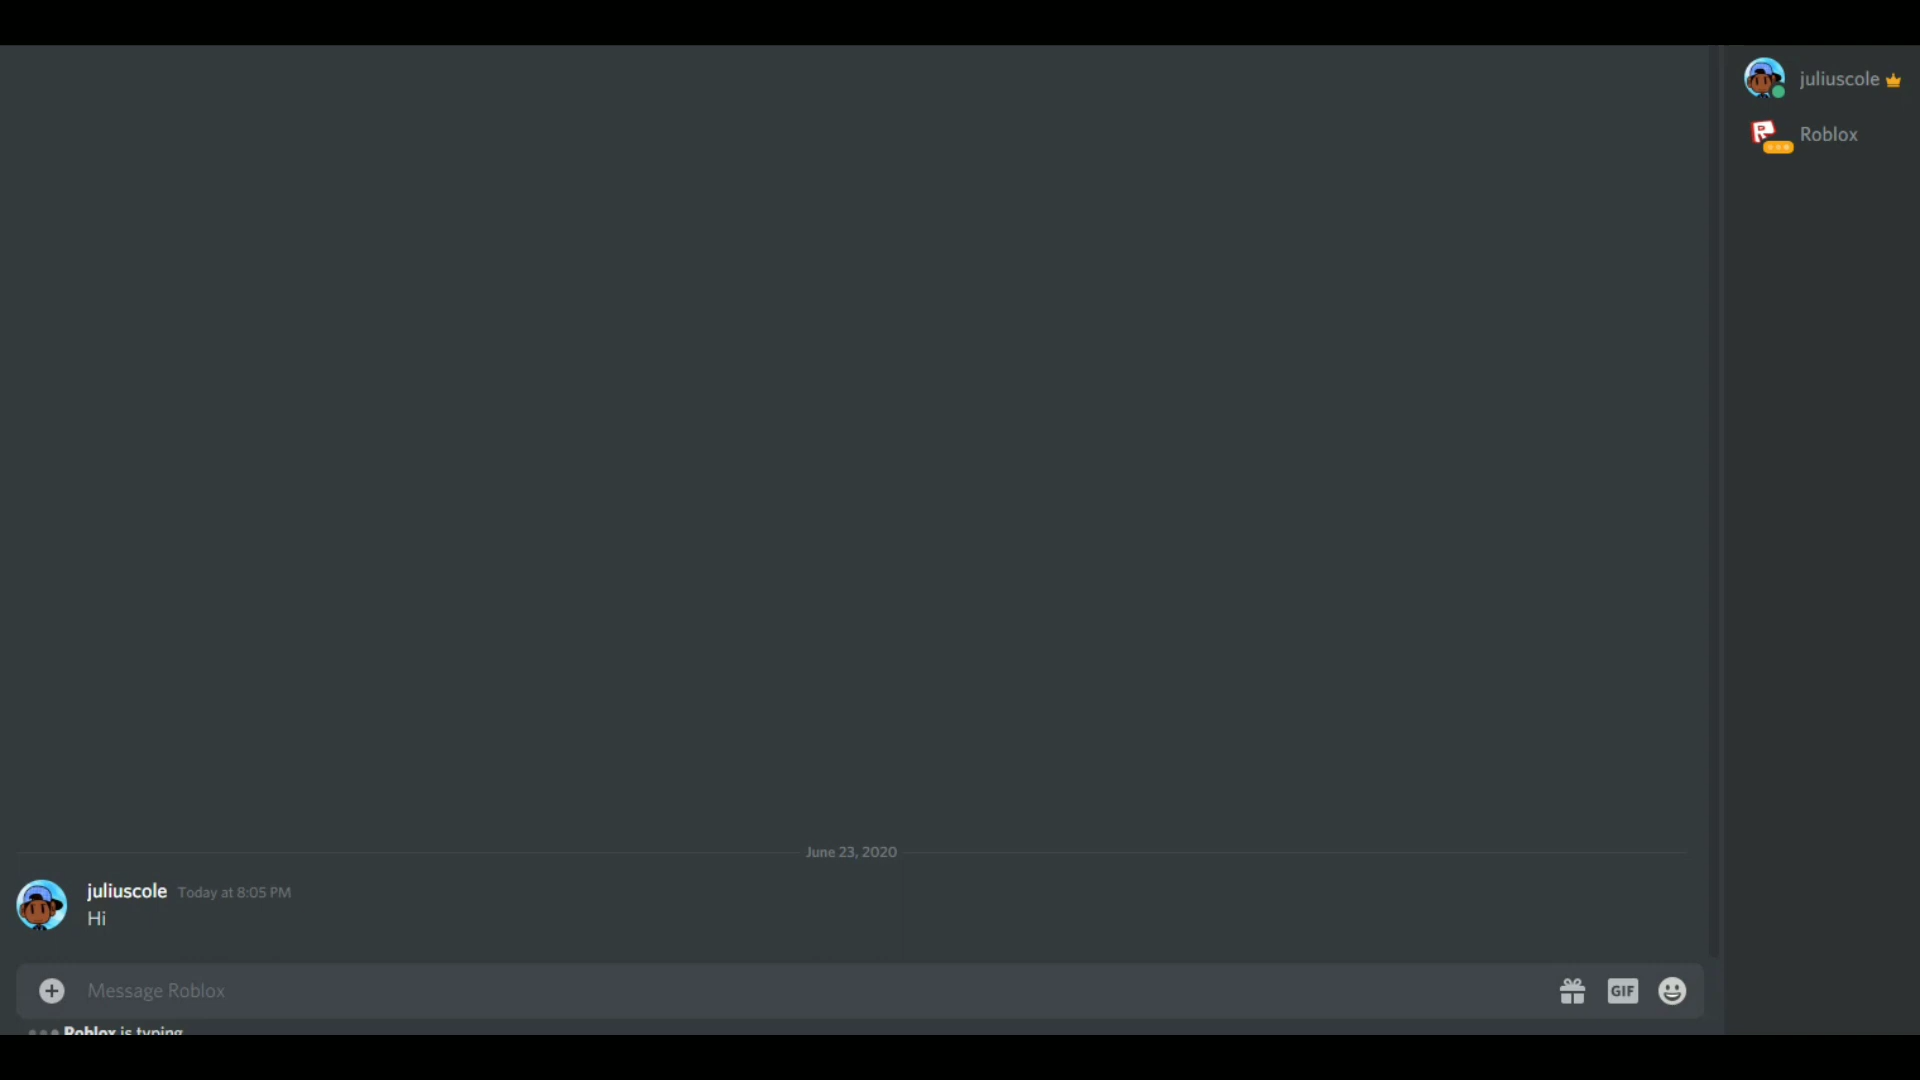 juliuscole
Roblox
June 23, 2020
juliuscole Today at 8:05 PM
Hi
Message Roblox
GIF
Roblox is typing